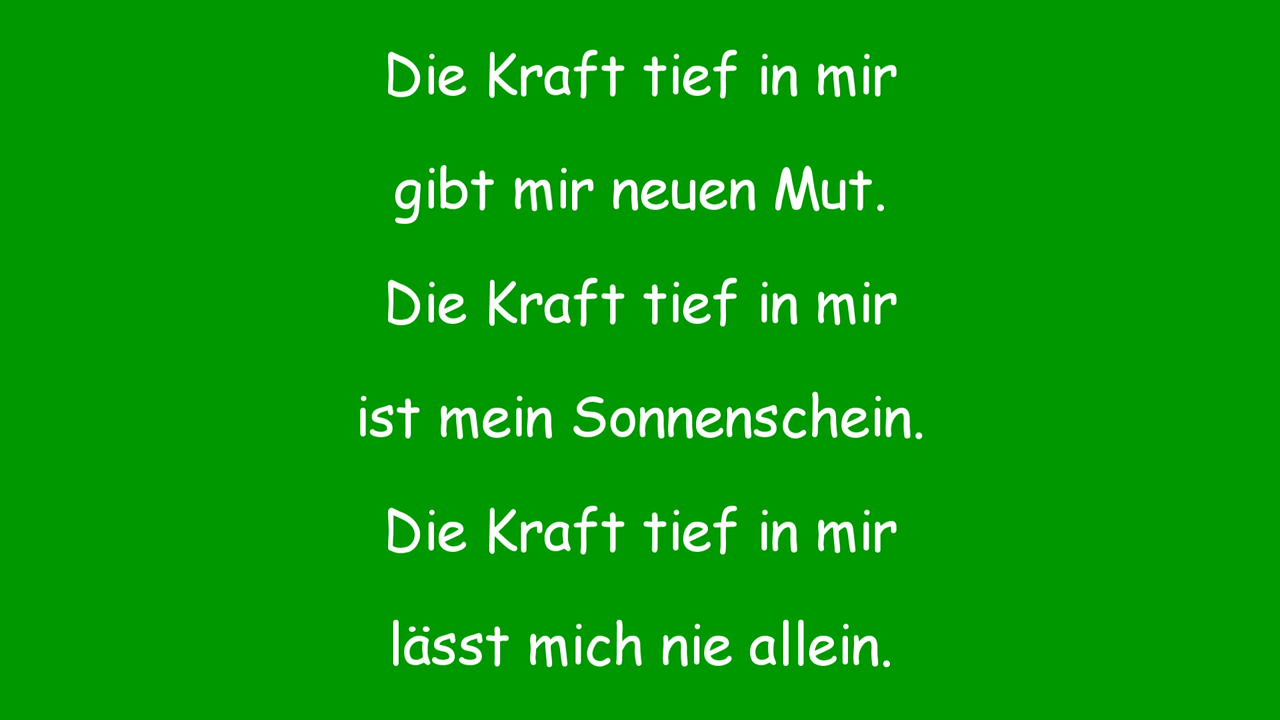 Die Kraft tief in mir
gibt mir neuen Mut.
Die Kraft tief in mir
ist mein Sonnenschein.
Die Kraft tief in mir
lässt mich nie allein.